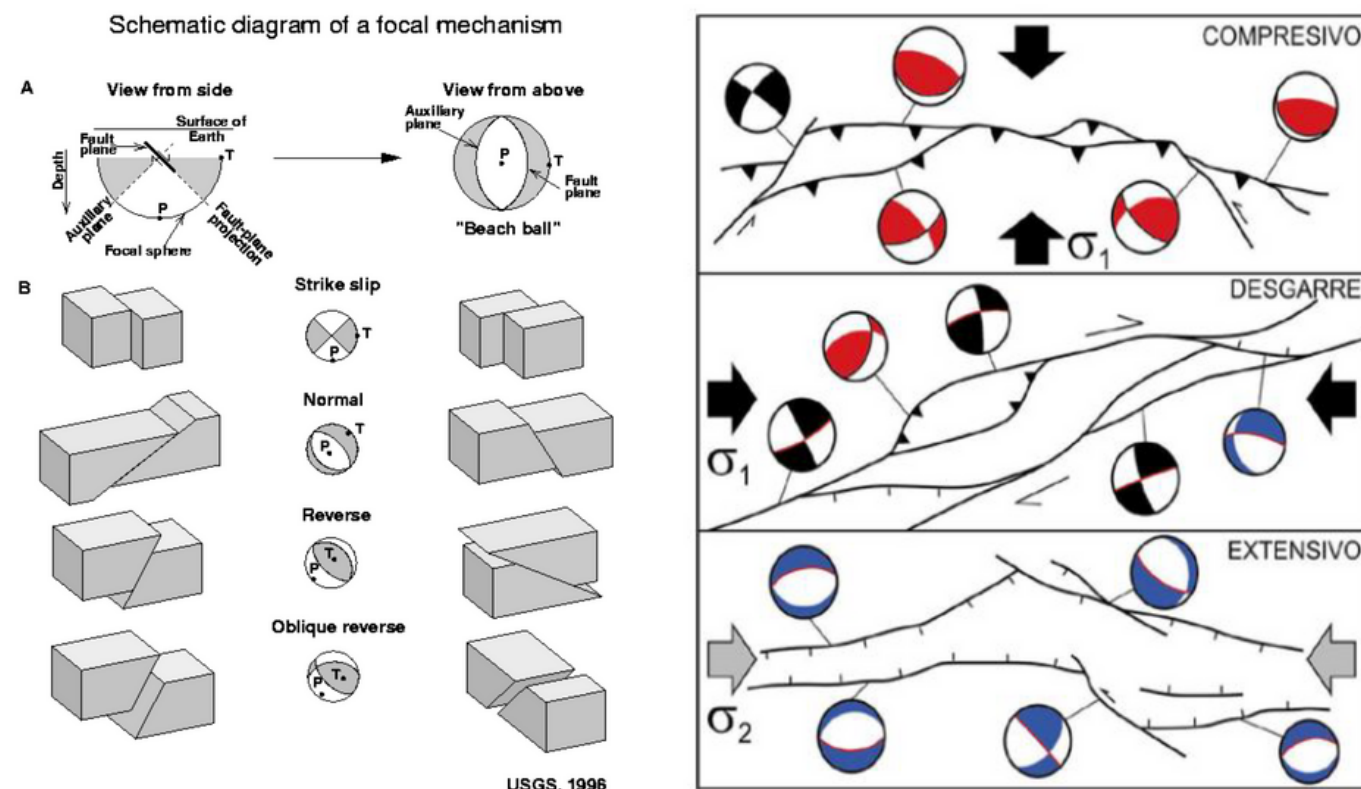 Schematic diagram of a focal mechanism
A
View from side
View from above
Surface of
Earth
Fault
plane
T
Depth
P
Auxiliary
plane
Fault-plane
projection
Focal sphere
Auxiliary
plane
P
T
Fault
plane
"Beach ball"
B
Strike slip
T
P
Normal
T
P
Reverse
T
P
Oblique reverse
T
P
USGS, 1996
COMPRESIVO
σ1
DESGARRE
σ1
EXTENSIVO
σ2